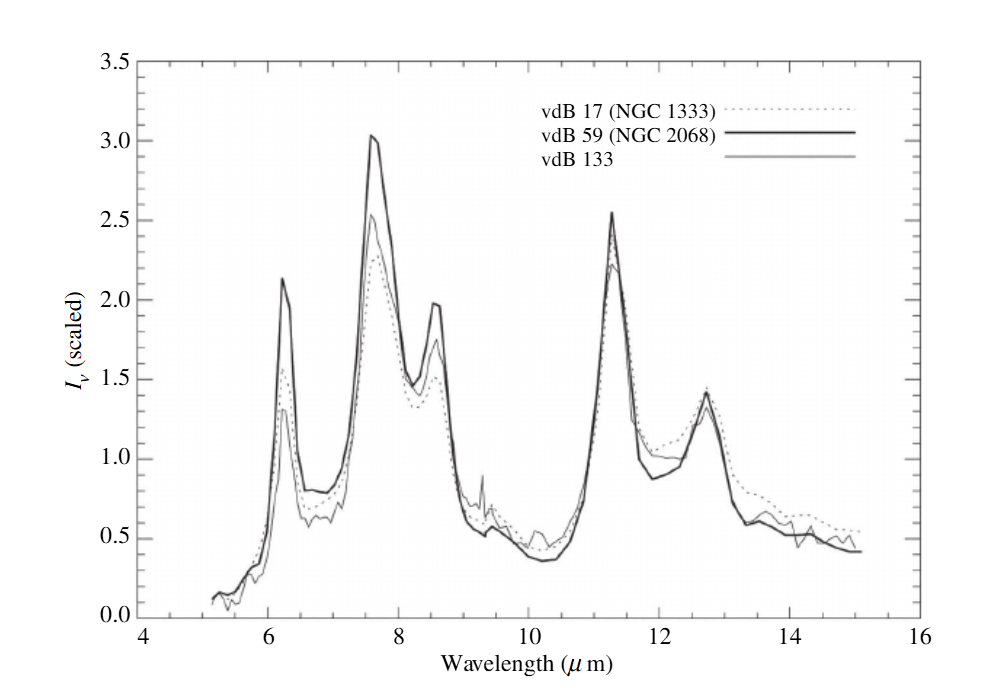 3.5
3.0
2.5
2.0
1.5
1.0
0.5
0.0
I_ν (scaled)
vdB 17 (NGC 1333)
vdB 59 (NGC 2068)
vdB 133
4 6 8 10 12 14 16
Wavelength (μ m)